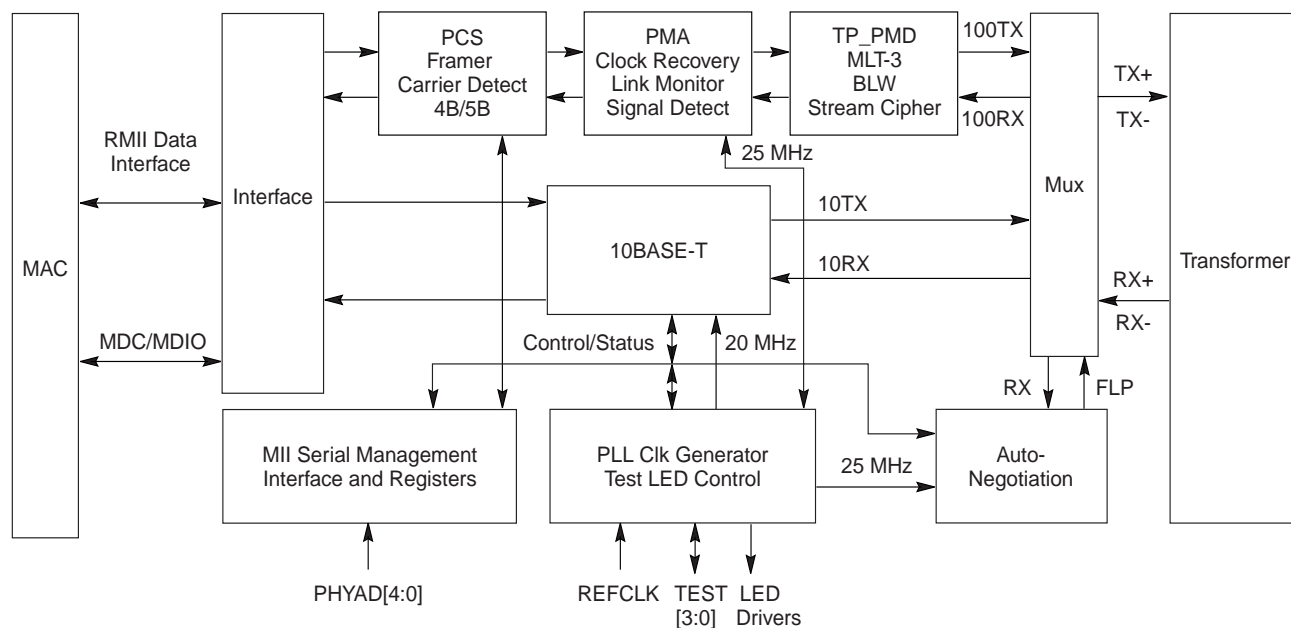 MAC
RMII Data
Interface
MDC/MDIO
Interface
PCS
Framer
Carrier Detect
4B/5B
PMA
Clock Recovery
Link Monitor
Signal Detect
TP_PMD
MLT-3
BLW
Stream Cipher
100TX
100RX
Mux
TX+
TX-
RX+
RX-
Transformer
25 MHz
10BASE-T
10TX
10RX
Control/Status
20 MHz
RX
FLP
MII Serial Management
Interface and Registers
PLL Clk Generator
Test LED Control
25 MHz
Auto-
Negotiation
PHYAD[4:0]
REFCLK
TEST
[3:0]
LED
Drivers